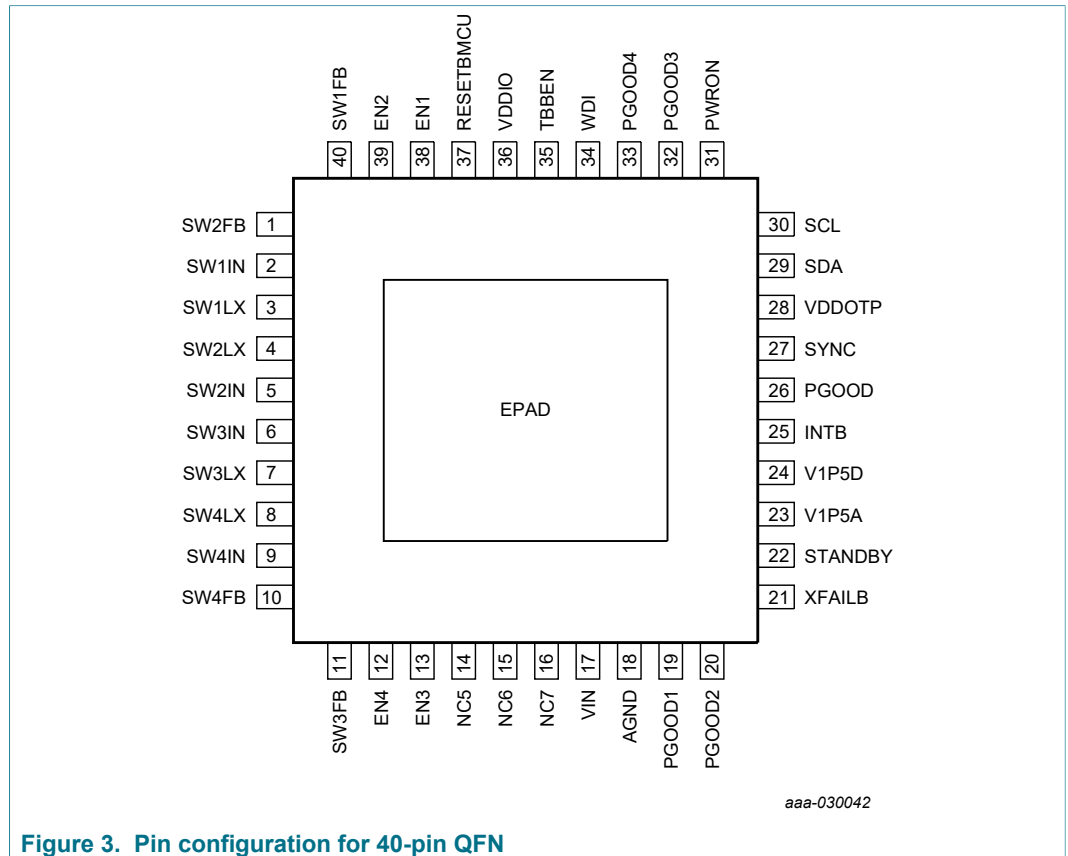 40 SW1FB
39 EN2
38 EN1
37 RESETBMCU
36 VDDIO
35 TBBEN
34 WDI
33 PGOOD4
32 PGOOD3
31 PWRON
SW2FB 1
SW1IN 2
SW1LX 3
SW2LX 4
SW2IN 5
SW3IN 6
SW3LX 7
SW4LX 8
SW4IN 9
SW4FB 10
EPAD
30 SCL
29 SDA
28 VDDOTP
27 SYNC
26 PGOOD
25 INTB
24 V1P5D
23 V1P5A
22 STANDBY
21 XFAILB
SW3FB 11
EN4 12
EN3 13
NC5 14
NC6 15
NC7 16
VIN 17
AGND 18
PGOOD1 19
PGOOD2 20
aaa-030042
Figure 3. Pin configuration for 40-pin QFN